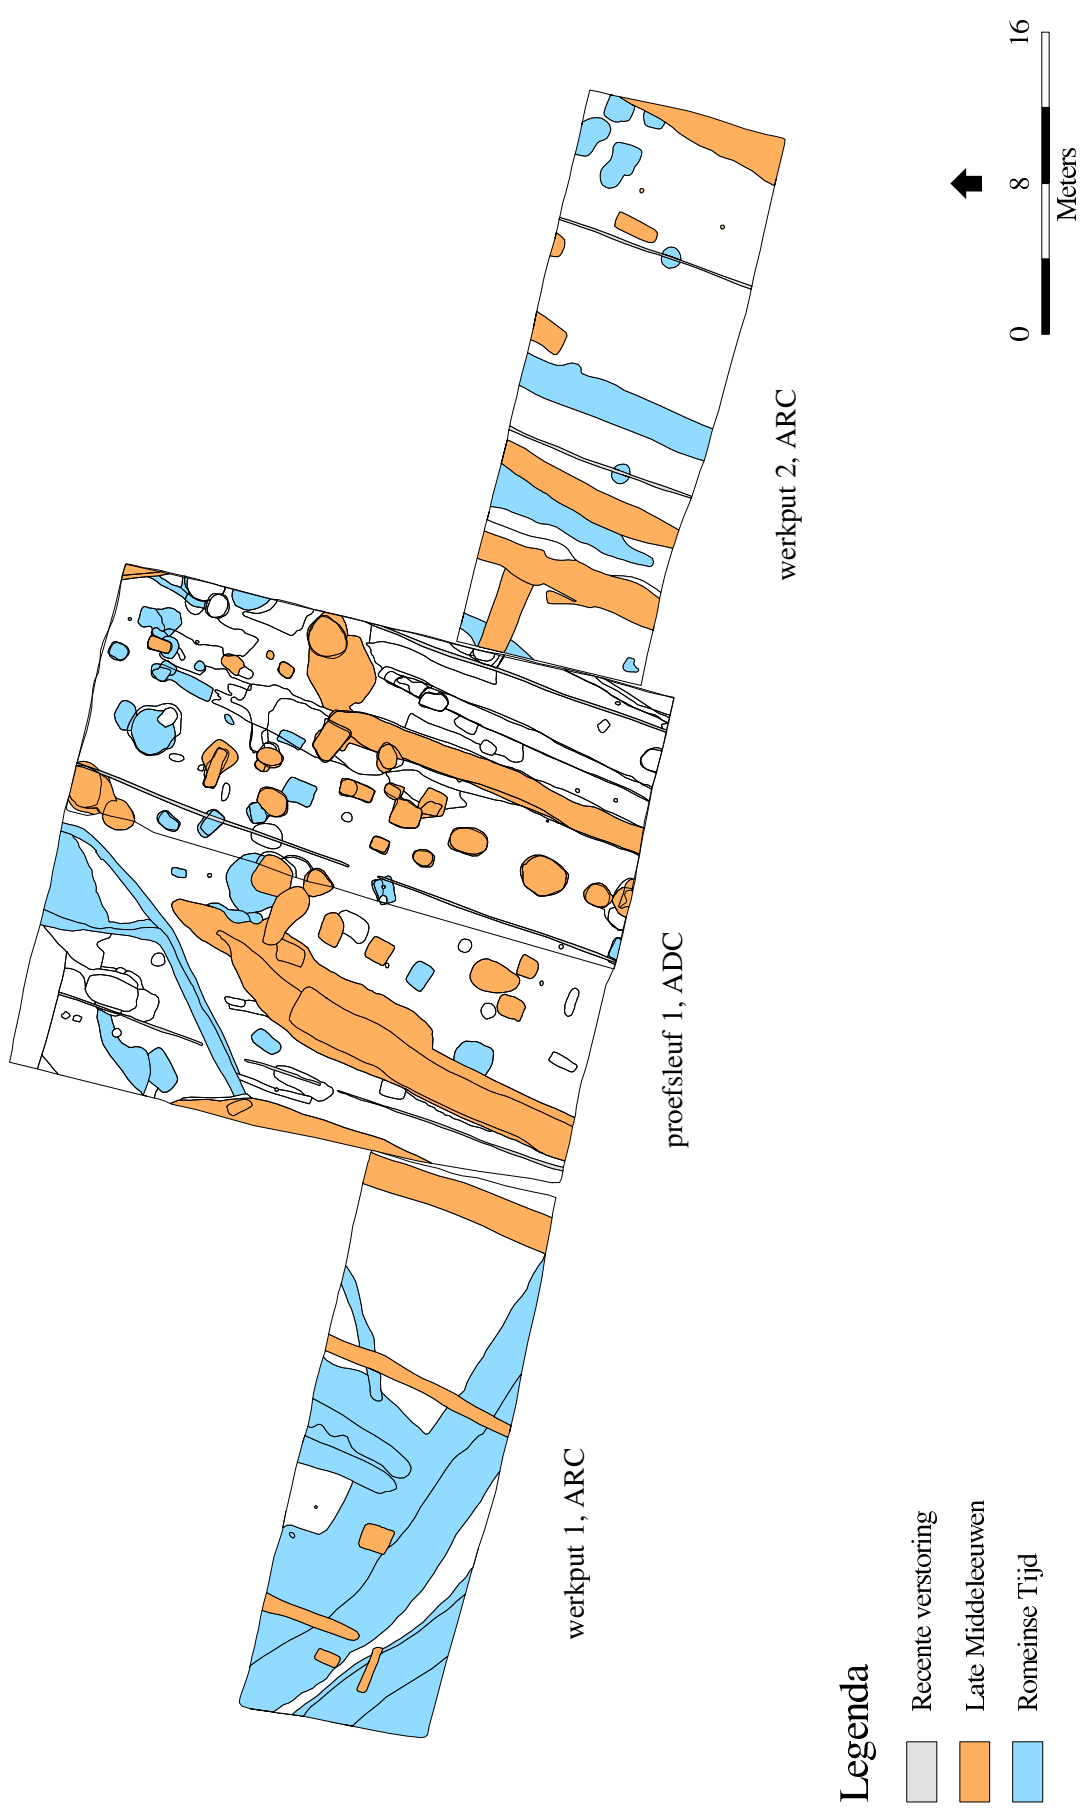 werkput 1, ARC
proefsleuf 1, ADC
werkput 2, ARC
Legenda
Recente verstoring
Late Middeleeuwen
Romeinse Tijd
0 8 16
Meters